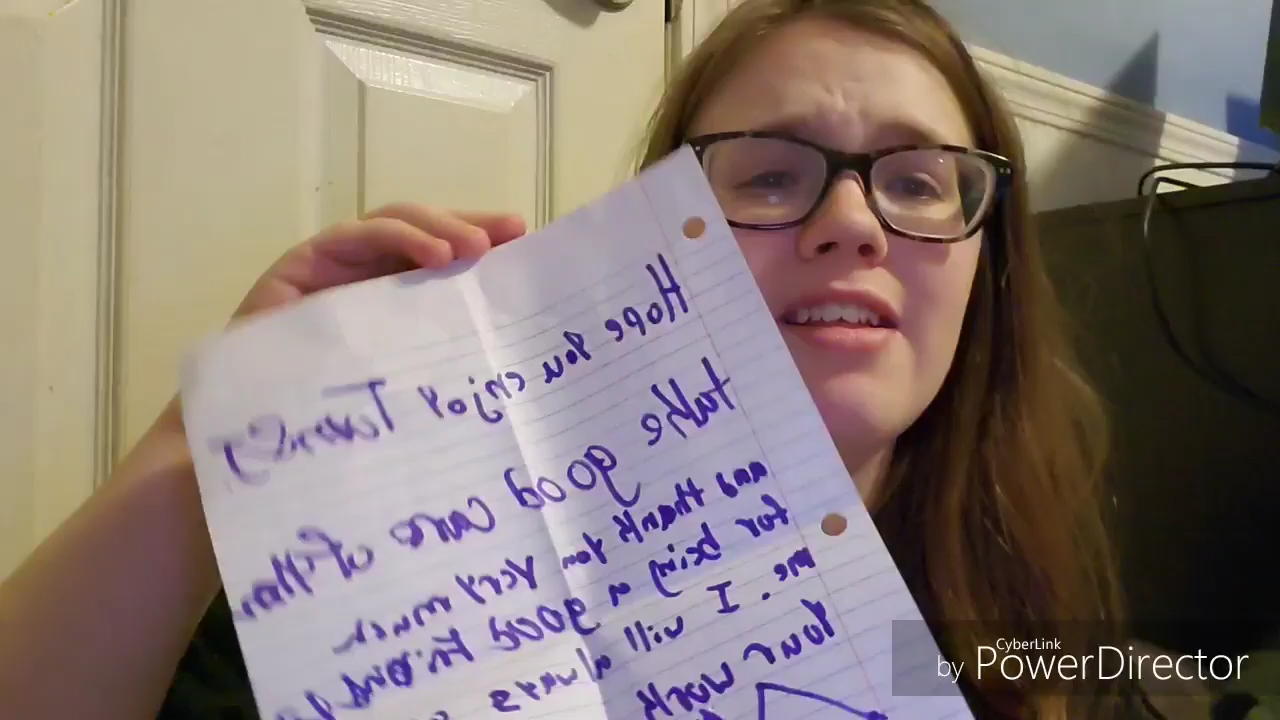 Hope You enjoy
take good care of Her
and thank You Very much
for being a good friend
me. I will always
Your work
CyberLink
by PowerDirector